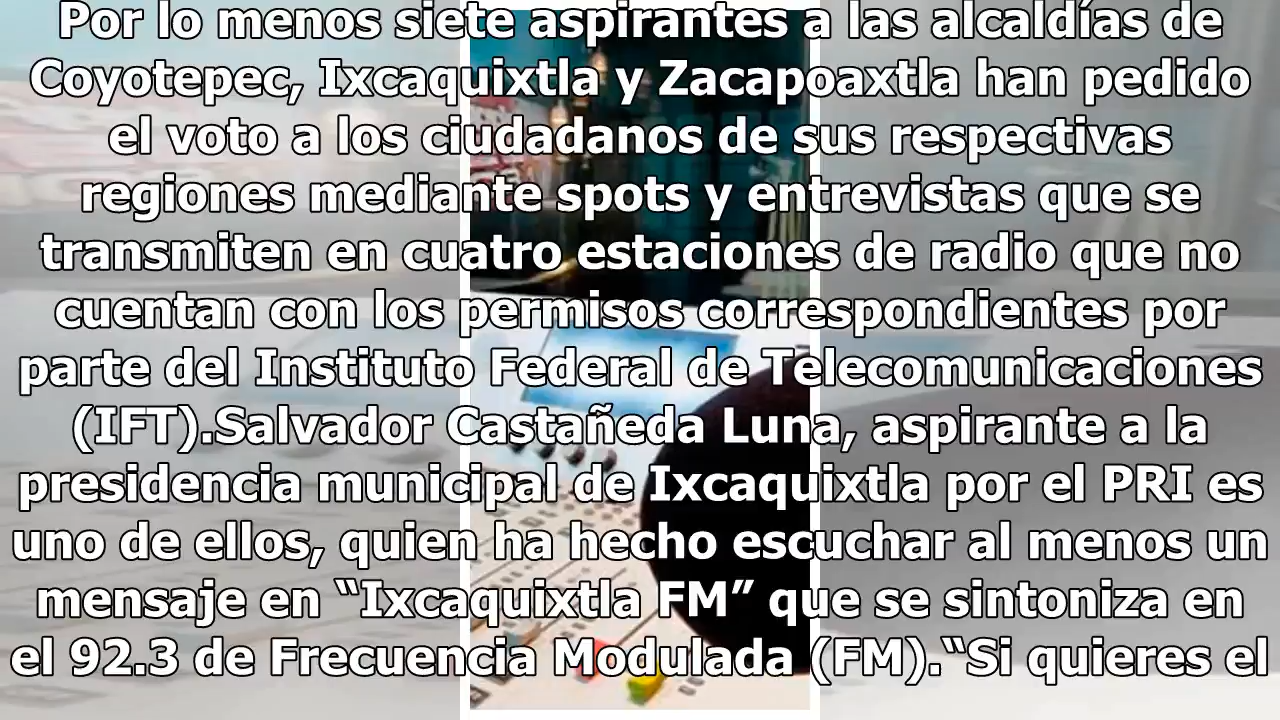 Por lo menos siete aspirantes a las alcaldías de
Coyotepec, Ixcaquixtla y Zacapoaxtla han pedido
el voto a los ciudadanos de sus respectivas
regiones mediante spots y entrevistas que se
transmiten en cuatro estaciones de radio que no
cuentan con los permisos correspondientes por
parte del Instituto Federal de Telecomunicaciones
(IFT).Salvador Castañeda Luna, aspirante a la
presidencia municipal de Ixcaquixtla por el PRI es
uno de ellos, quien ha hecho escuchar al menos un
mensaje en “Ixcaquixtla FM” que se sintoniza en
el 92.3 de Frecuencia Modulada (FM).“Si quieres el